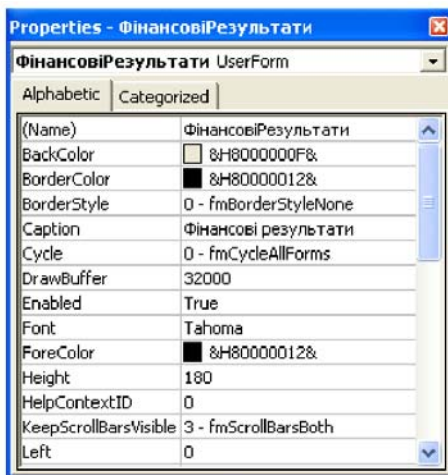 Properties - ФінансовіРезультати
ФінансовіРезультати UserForm
Alphabetic Categorized
(Name) ФінансовіРезультати
BackColor &H8000000F&
BorderColor &H80000012&
BorderStyle 0 - fmBorderStyleNone
Caption Фінансові результати
Cycle 0 - fmCycleAllForms
DrawBuffer 32000
Enabled True
Font Tahoma
ForeColor &H80000012&
Height 180
HelpContextID 0
KeepScrollBarsVisible 3 - fmScrollBarsBoth
Left 0